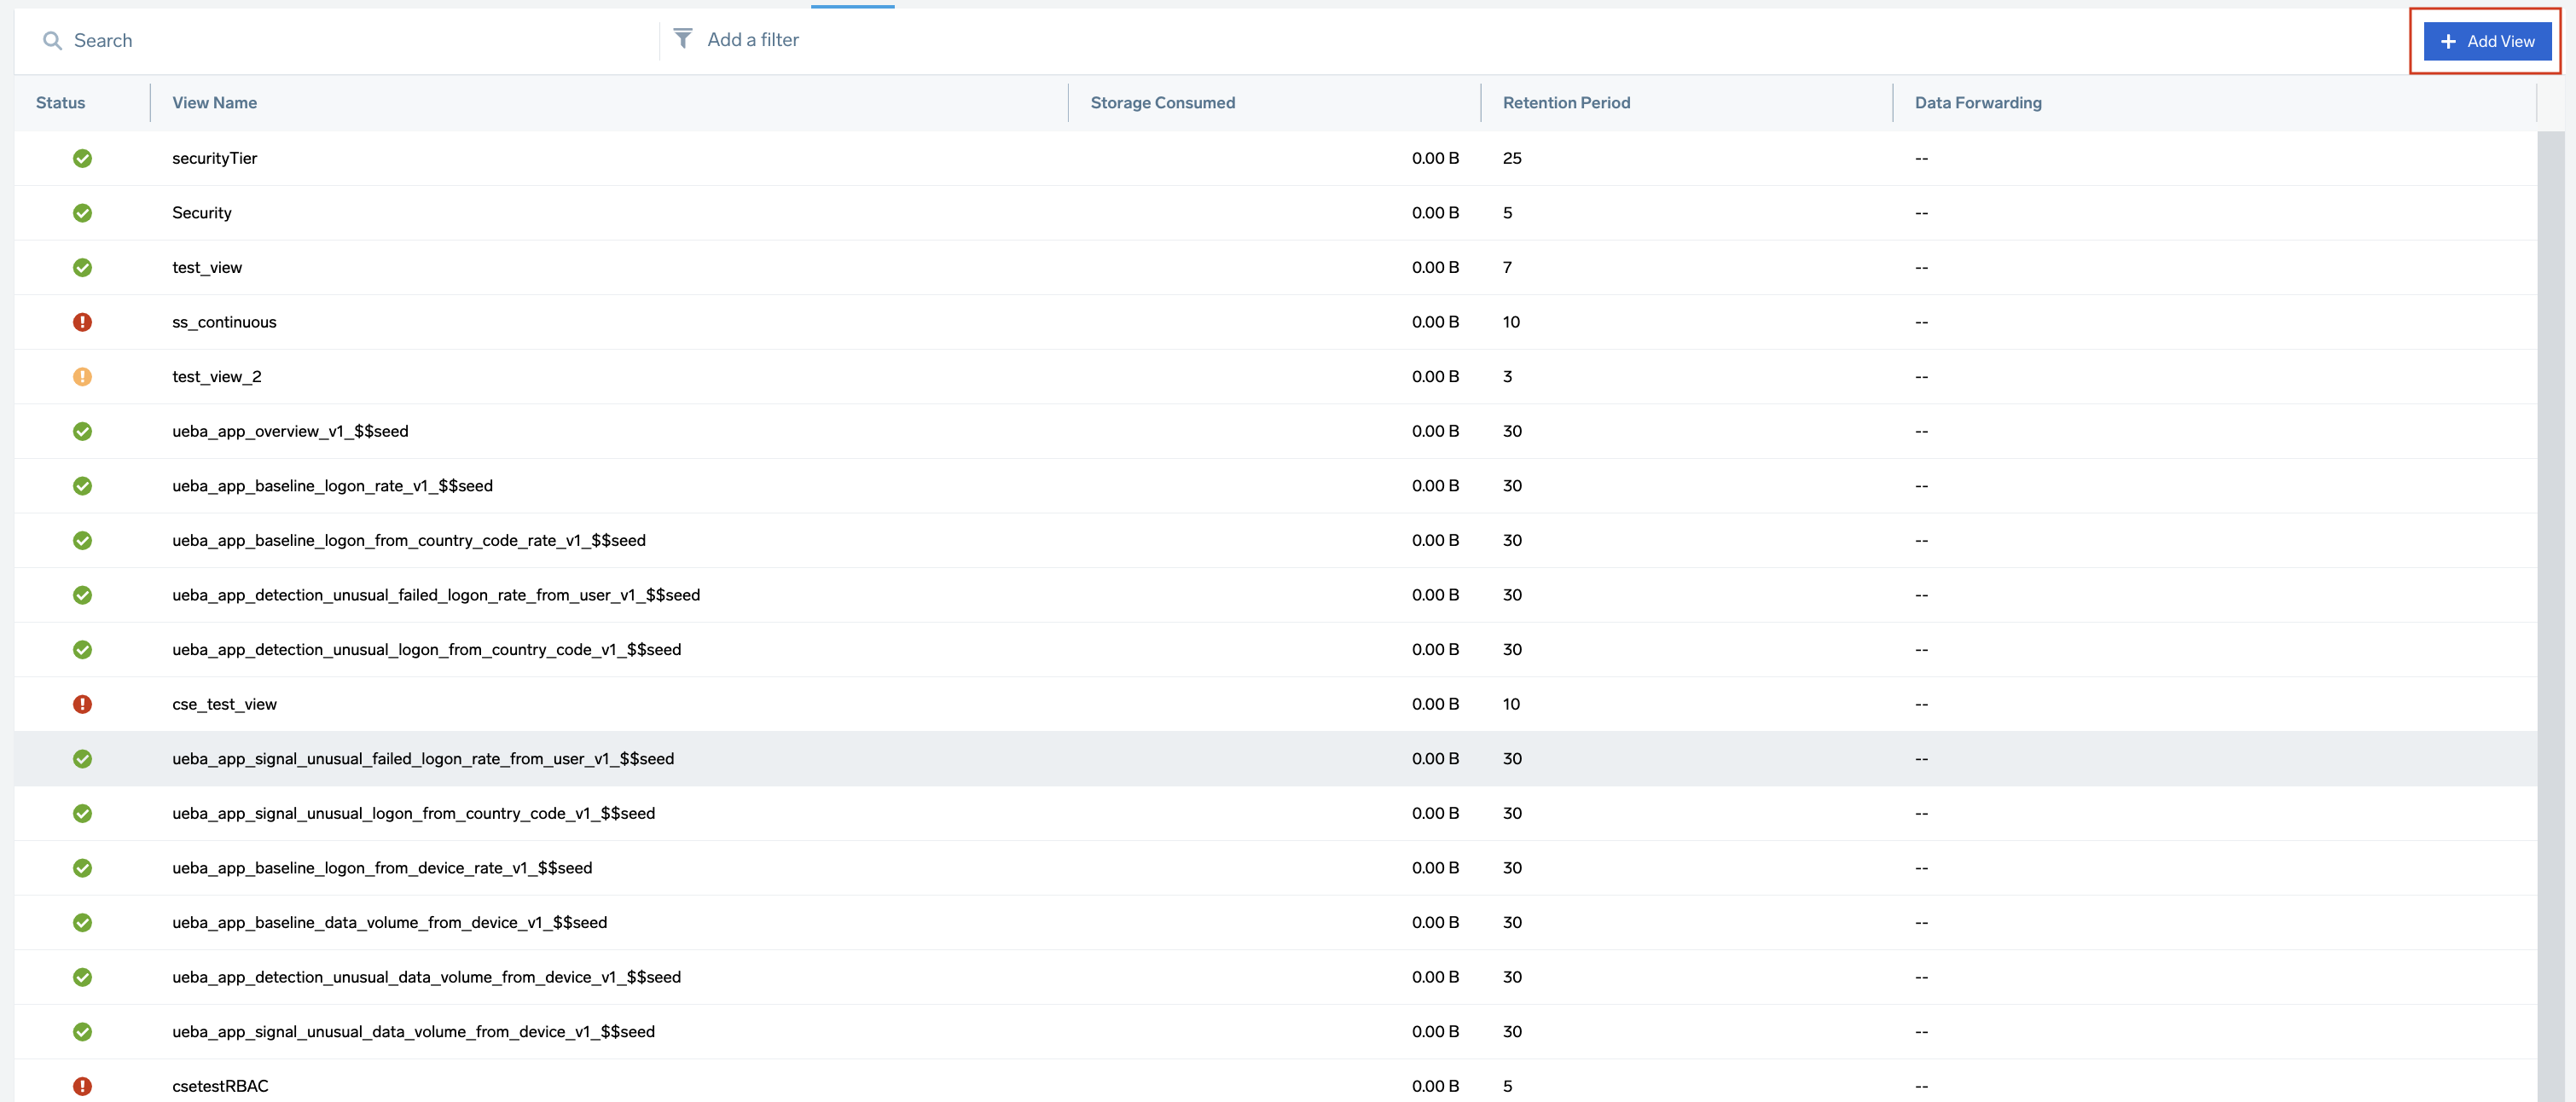 Search Add a filter Add View
Status View Name Storage Consumed Retention Period Data Forwarding
securityTier 0.00 B 25 --
Security 0.00 B 5 --
test_view 0.00 B 7 --
ss_continuous 0.00 B 10 --
test_view_2 0.00 B 3 --
ueba_app_overview_v1_$$seed 0.00 B 30 --
ueba_app_baseline_logon_rate_v1_$$seed 0.00 B 30 --
ueba_app_baseline_logon_from_country_code_rate_v1_$$seed 0.00 B 30 --
ueba_app_detection_unusual_failed_logon_rate_from_user_v1_$$seed 0.00 B 30 --
ueba_app_detection_unusual_logon_from_country_code_v1_$$seed 0.00 B 30 --
cse_test_view 0.00 B 10 --
ueba_app_signal_unusual_failed_logon_rate_from_user_v1_$$seed 0.00 B 30 --
ueba_app_signal_unusual_logon_from_country_code_v1_$$seed 0.00 B 30 --
ueba_app_baseline_logon_from_device_rate_v1_$$seed 0.00 B 30 --
ueba_app_baseline_data_volume_from_device_v1_$$seed 0.00 B 30 --
ueba_app_detection_unusual_data_volume_from_device_v1_$$seed 0.00 B 30 --
ueba_app_signal_unusual_data_volume_from_device_v1_$$seed 0.00 B 30 --
csetestRBAC 0.00 B 5 --